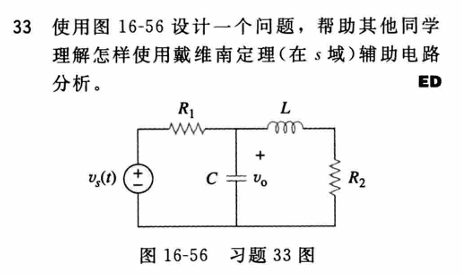 33 使用图 16-56 设计一个问题，帮助其他同学
理解怎样使用戴维南定理(在 s 域)辅助电路
分析。 ED
R₁ L
vₛ(t) + − C + vₒ R₂
图 16-56 习题 33 图